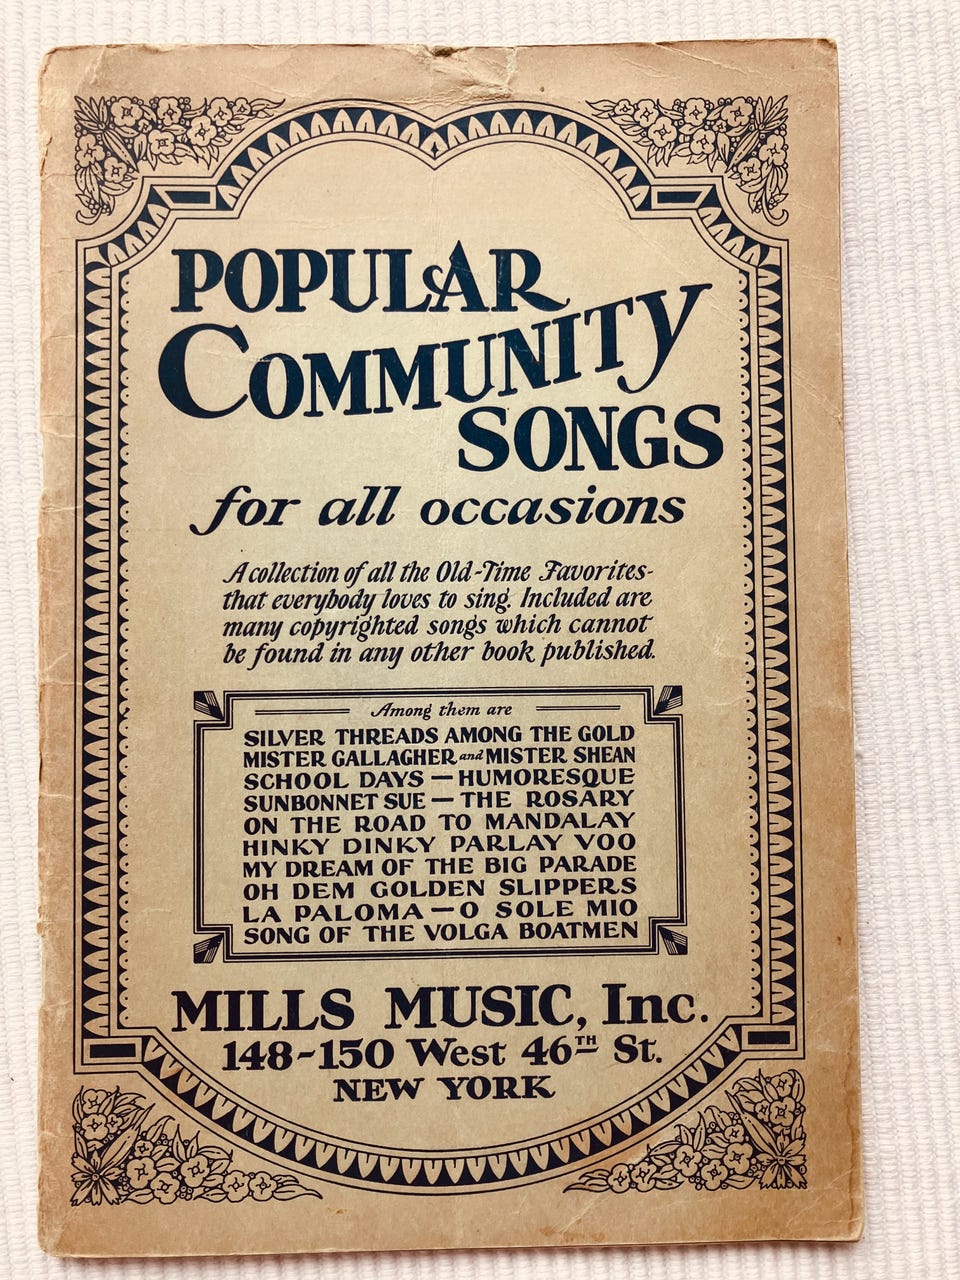 POPULAR
COMMUNITY
SONGS
for all occasions
A collection of all the Old-Time Favorites-
that everybody loves to sing. Included are
many copyrighted songs which cannot
be found in any other book published.
Among them are
SILVER THREADS AMONG THE GOLD
MISTER GALLAGHER and MISTER SHEAN
SCHOOL DAYS — HUMORESQUE
SUNBONNET SUE — THE ROSARY
ON THE ROAD TO MANDALAY
HINKY DINKY PARLAY VOO
MY DREAM OF THE BIG PARADE
OH DEM GOLDEN SLIPPERS
LA PALOMA — O SOLE MIO
SONG OF THE VOLGA BOATMEN
MILLS MUSIC, Inc.
148-150 West 46TH St.
NEW YORK